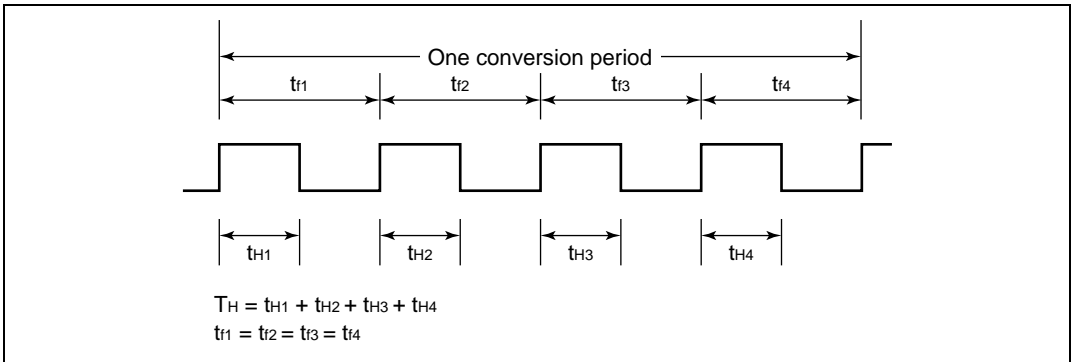 One conversion period
tf1 tf2 tf3 tf4
tH1 tH2 tH3 tH4
TH = tH1 + tH2 + tH3 + tH4
tf1 = tf2 = tf3 = tf4